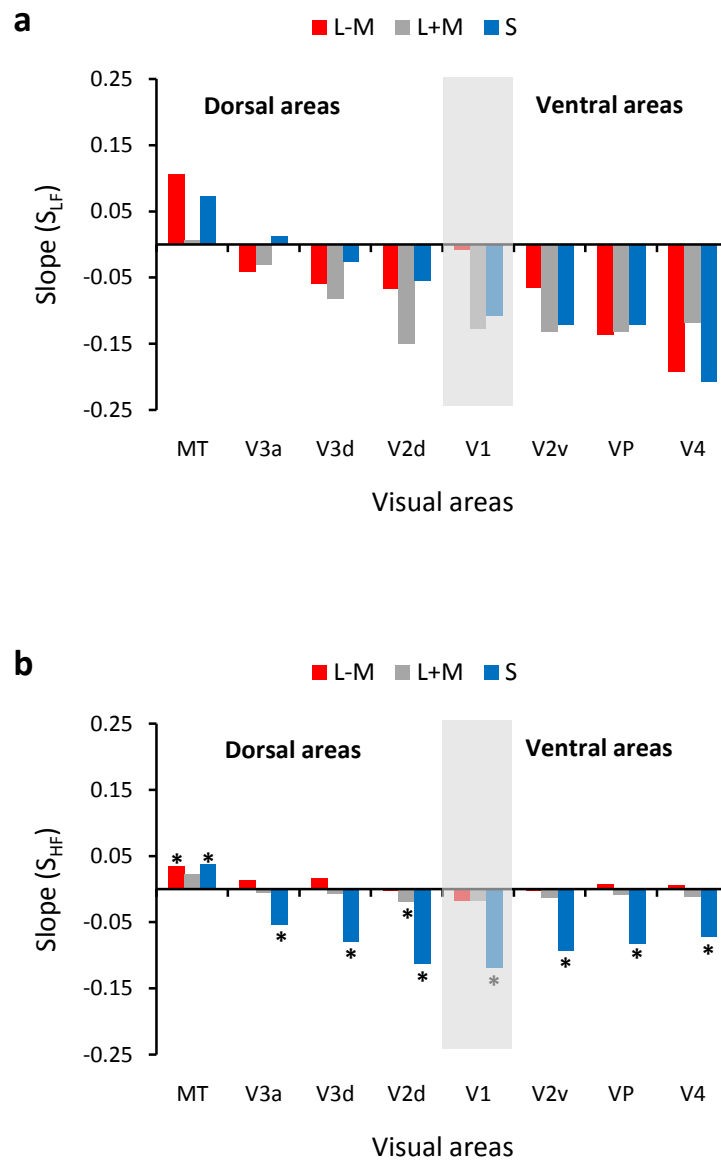 a
L-M L+M S
0.25
Dorsal areas Ventral areas
0.15
0.05
-0.05
-0.15
-0.25
Slope (S_LF)
MT V3a V3d V2d V1 V2v VP V4
Visual areas
b
L-M L+M S
0.25
Dorsal areas Ventral areas
0.15
0.05
-0.05
-0.15
-0.25
Slope (S_HF)
* *
* * * * * * * *
MT V3a V3d V2d V1 V2v VP V4
Visual areas